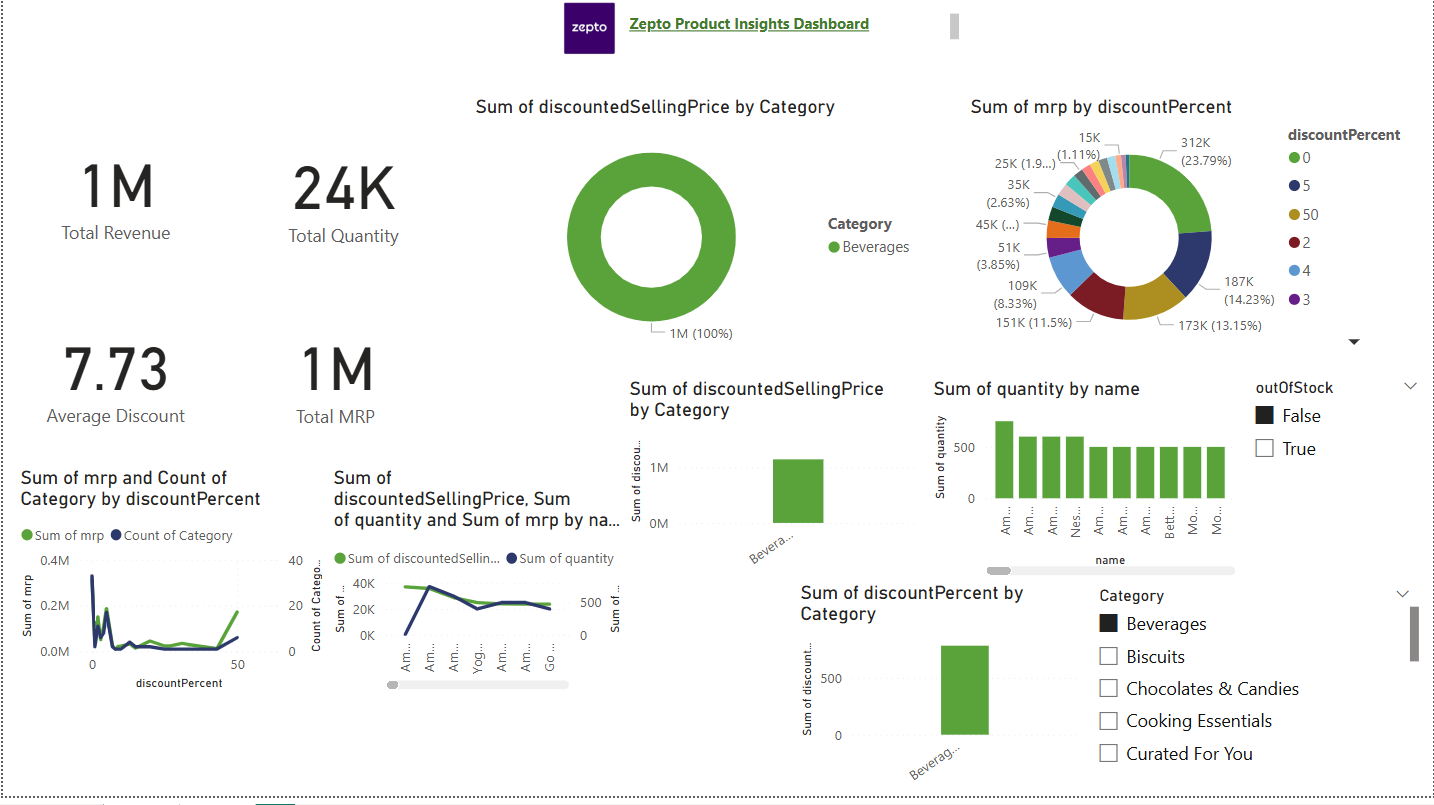 zepto
Zepto Product Insights Dashboard
1M
Total Revenue
24K
Total Quantity
7.73
Average Discount
1M
Total MRP
Sum of discountedSellingPrice by Category
1M (100%)
Category
Beverages
Sum of mrp by discountPercent
312K
(23.79%)
187K
(14.23%)
173K (13.15%)
151K (11.5%)
109K
(8.33%)
51K
(3.85%)
45K (...)
35K
(2.63%)
25K (1.9...)
15K
(1.11%)
discountPercent
0
5
50
2
4
3
Sum of mrp and Count of
Category by discountPercent
Sum of mrp
Count of Category
Sum of mrp
0.4M
0.2M
0.0M
40
20
0
Count of Catego...
0
50
discountPercent
Sum of
discountedSellingPrice, Sum
of quantity and Sum of mrp by na...
Sum of discountedSellin...
Sum of quantity
Sum of ...
40K
20K
0K
500
0
Sum of ...
Am...
Am...
Am...
Yog...
Am...
Am...
Go ...
Sum of discountedSellingPrice
by Category
Sum of discou...
1M
0M
Bevera...
Sum of quantity by name
Sum of quantity
500
0
Am...
Am...
Am...
Nes...
Am...
Am...
Am...
Bett...
Mo...
Mo...
name
outOfStock
False
True
Sum of discountPercent by
Category
Sum of discount...
500
0
Beverag...
Category
Beverages
Biscuits
Chocolates & Candies
Cooking Essentials
Curated For You